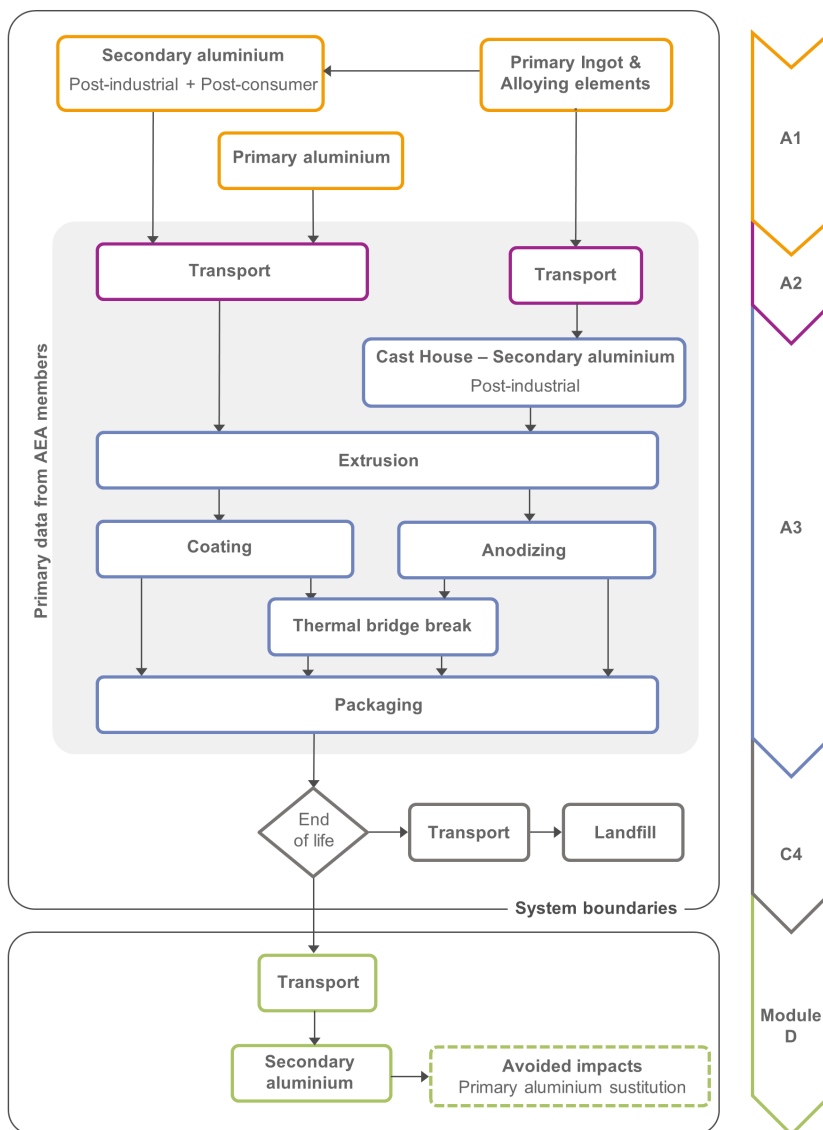 Secondary aluminium
Post-industrial + Post-consumer
Primary Ingot &
Alloying elements
Primary aluminium
A1
Transport
Transport
A2
Primary data from AEA members
Cast House – Secondary aluminium
Post-industrial
Extrusion
Coating
Anodizing
A3
Thermal bridge break
Packaging
End
of life
Transport
Landfill
C4
System boundaries
Transport
Module
D
Secondary
aluminium
Avoided impacts
Primary aluminium sustitution